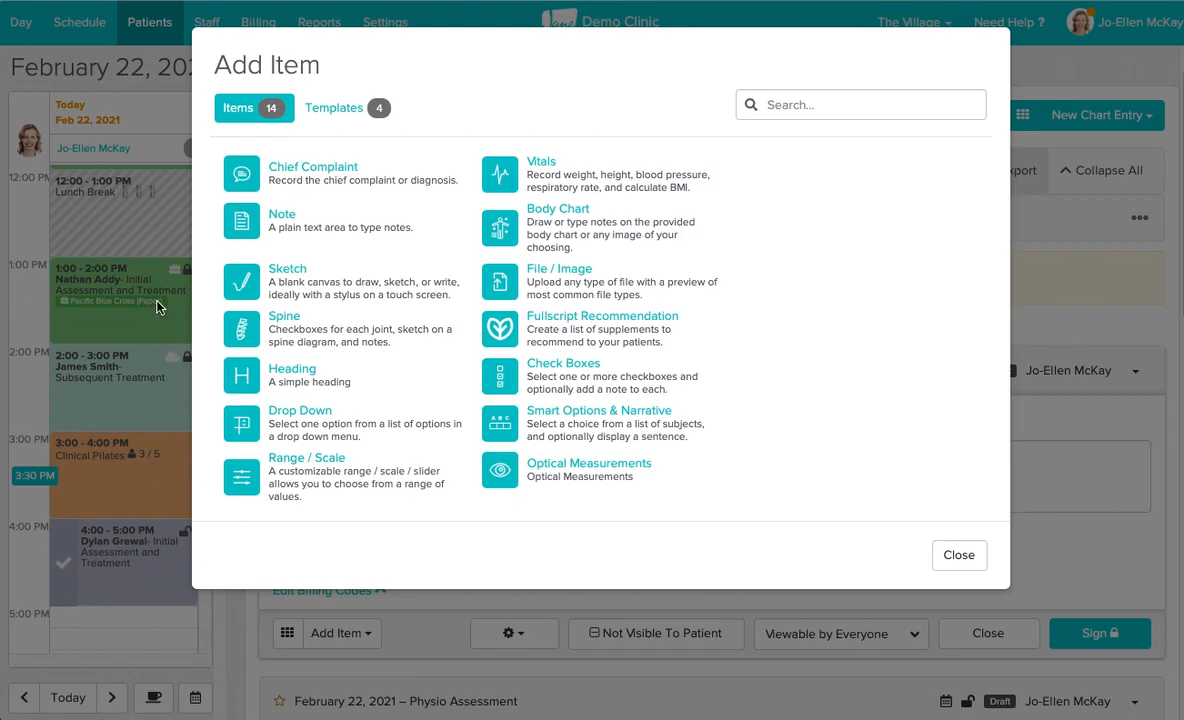 Day Schedule Patients Staff Billing Reports Settings
Demo Clinic
The Village Need Help ? Jo-Ellen McKay
February 22, 202
Today
Feb 22, 2021
Jo-Ellen McKay
12:00 PM
12:00 - 1:00 PM
Lunch Break
1:00 PM
1:00 - 2:00 PM
Nathan Addy- Initial
Assessment and Treatment
Pacific Blue Cross (Pape
2:00 PM
2:00 - 3:00 PM
James Smith-
Subsequent Treatment
3:00 PM
3:00 - 4:00 PM
Clinical Pilates 3 / 5
3:30 PM
4:00 PM
4:00 - 5:00 PM
Dylan Grewal- Initial
Assessment and
Treatment
5:00 PM
Today
Add Item
Items 14 Templates 4
Search...
Chief Complaint
Record the chief complaint or diagnosis.
Note
A plain text area to type notes.
Sketch
A blank canvas to draw, sketch, or write,
ideally with a stylus on a touch screen.
Spine
Checkboxes for each joint, sketch on a
spine diagram, and notes.
Heading
A simple heading
Drop Down
Select one option from a list of options in
a drop down menu.
Range / Scale
A customizable range / scale / slider
allows you to choose from a range of
values.
Vitals
Record weight, height, blood pressure,
respiratory rate, and calculate BMI.
Body Chart
Draw or type notes on the provided
body chart or any image of your
choosing.
File / Image
Upload any type of file with a preview of
most common file types.
Fullscript Recommendation
Create a list of supplements to
recommend to your patients.
Check Boxes
Select one or more checkboxes and
optionally add a note to each.
Smart Options & Narrative
Select a choice from a list of subjects,
and optionally display a sentence.
Optical Measurements
Optical Measurements
Close
New Chart Entry
xport Collapse All
Jo-Ellen McKay
Edit Billing Codes
Add Item Not Visible To Patient Viewable by Everyone Close Sign
February 22, 2021 – Physio Assessment Draft Jo-Ellen McKay